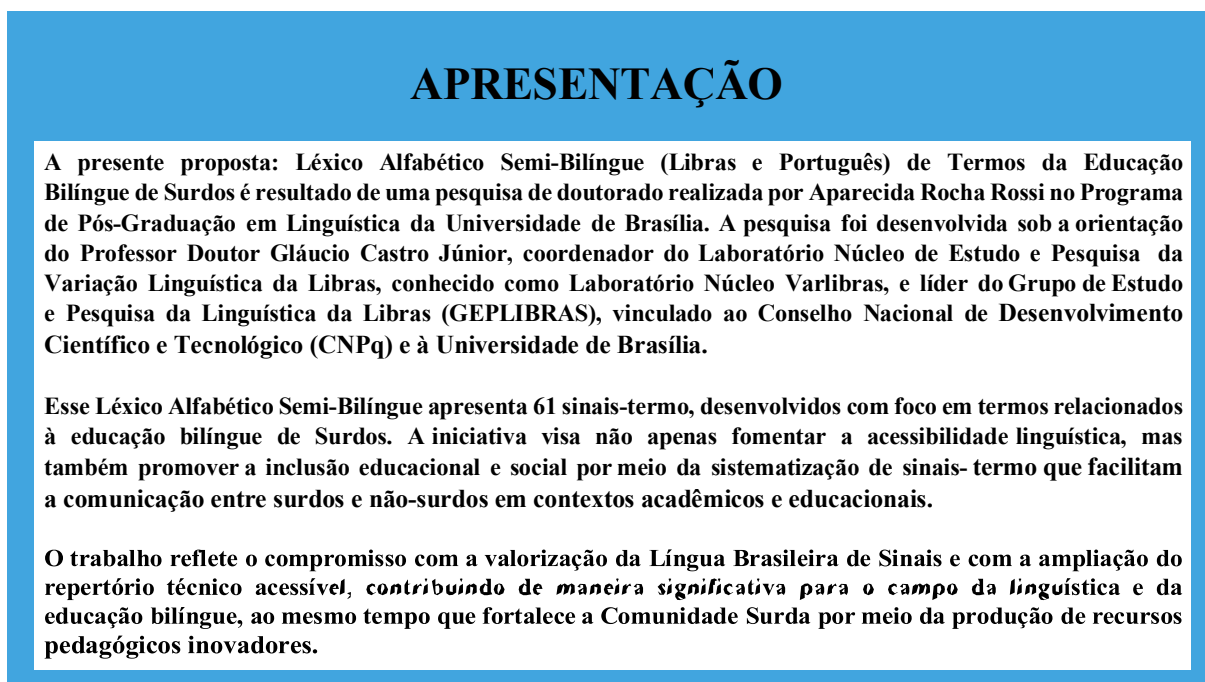 APRESENTAÇÃO
A presente proposta: Léxico Alfabético Semi-Bilíngue (Libras e Português) de Termos da Educação
Bilíngue de Surdos é resultado de uma pesquisa de doutorado realizada por Aparecida Rocha Rossi no Programa
de Pós-Graduação em Linguística da Universidade de Brasília. A pesquisa foi desenvolvida sob a orientação
do Professor Doutor Gláucio Castro Júnior, coordenador do Laboratório Núcleo de Estudo e Pesquisa da
Variação Linguística da Libras, conhecido como Laboratório Núcleo Varlibras, e líder do Grupo de Estudo
e Pesquisa da Linguística da Libras (GEPLIBRAS), vinculado ao Conselho Nacional de Desenvolvimento
Científico e Tecnológico (CNPq) e à Universidade de Brasília.
Esse Léxico Alfabético Semi-Bilíngue apresenta 61 sinais-termo, desenvolvidos com foco em termos relacionados
à educação bilíngue de Surdos. A iniciativa visa não apenas fomentar a acessibilidade linguística, mas
também promover a inclusão educacional e social por meio da sistematização de sinais- termo que facilitam
a comunicação entre surdos e não-surdos em contextos acadêmicos e educacionais.
O trabalho reflete o compromisso com a valorização da Língua Brasileira de Sinais e com a ampliação do
repertório técnico acessível, contribuindo de maneira significativa para o campo da linguística e da
educação bilíngue, ao mesmo tempo que fortalece a Comunidade Surda por meio da produção de recursos
pedagógicos inovadores.